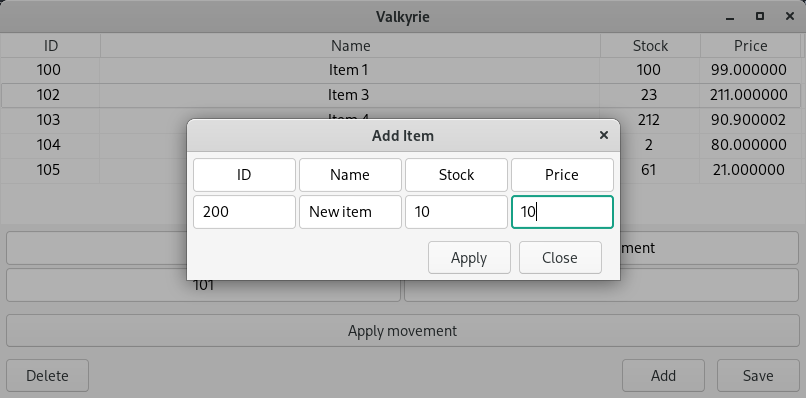 Valkyrie
ID Name Stock Price
100 Item 1 100 99.000000
102 Item 3 23 211.000000
103 Item 4 212 90.900002
104 2 80.000000
105 61 21.000000
Add Item
ID Name Stock Price
200 New item 10 10
Apply Close
101
Apply movement
Delete Add Save